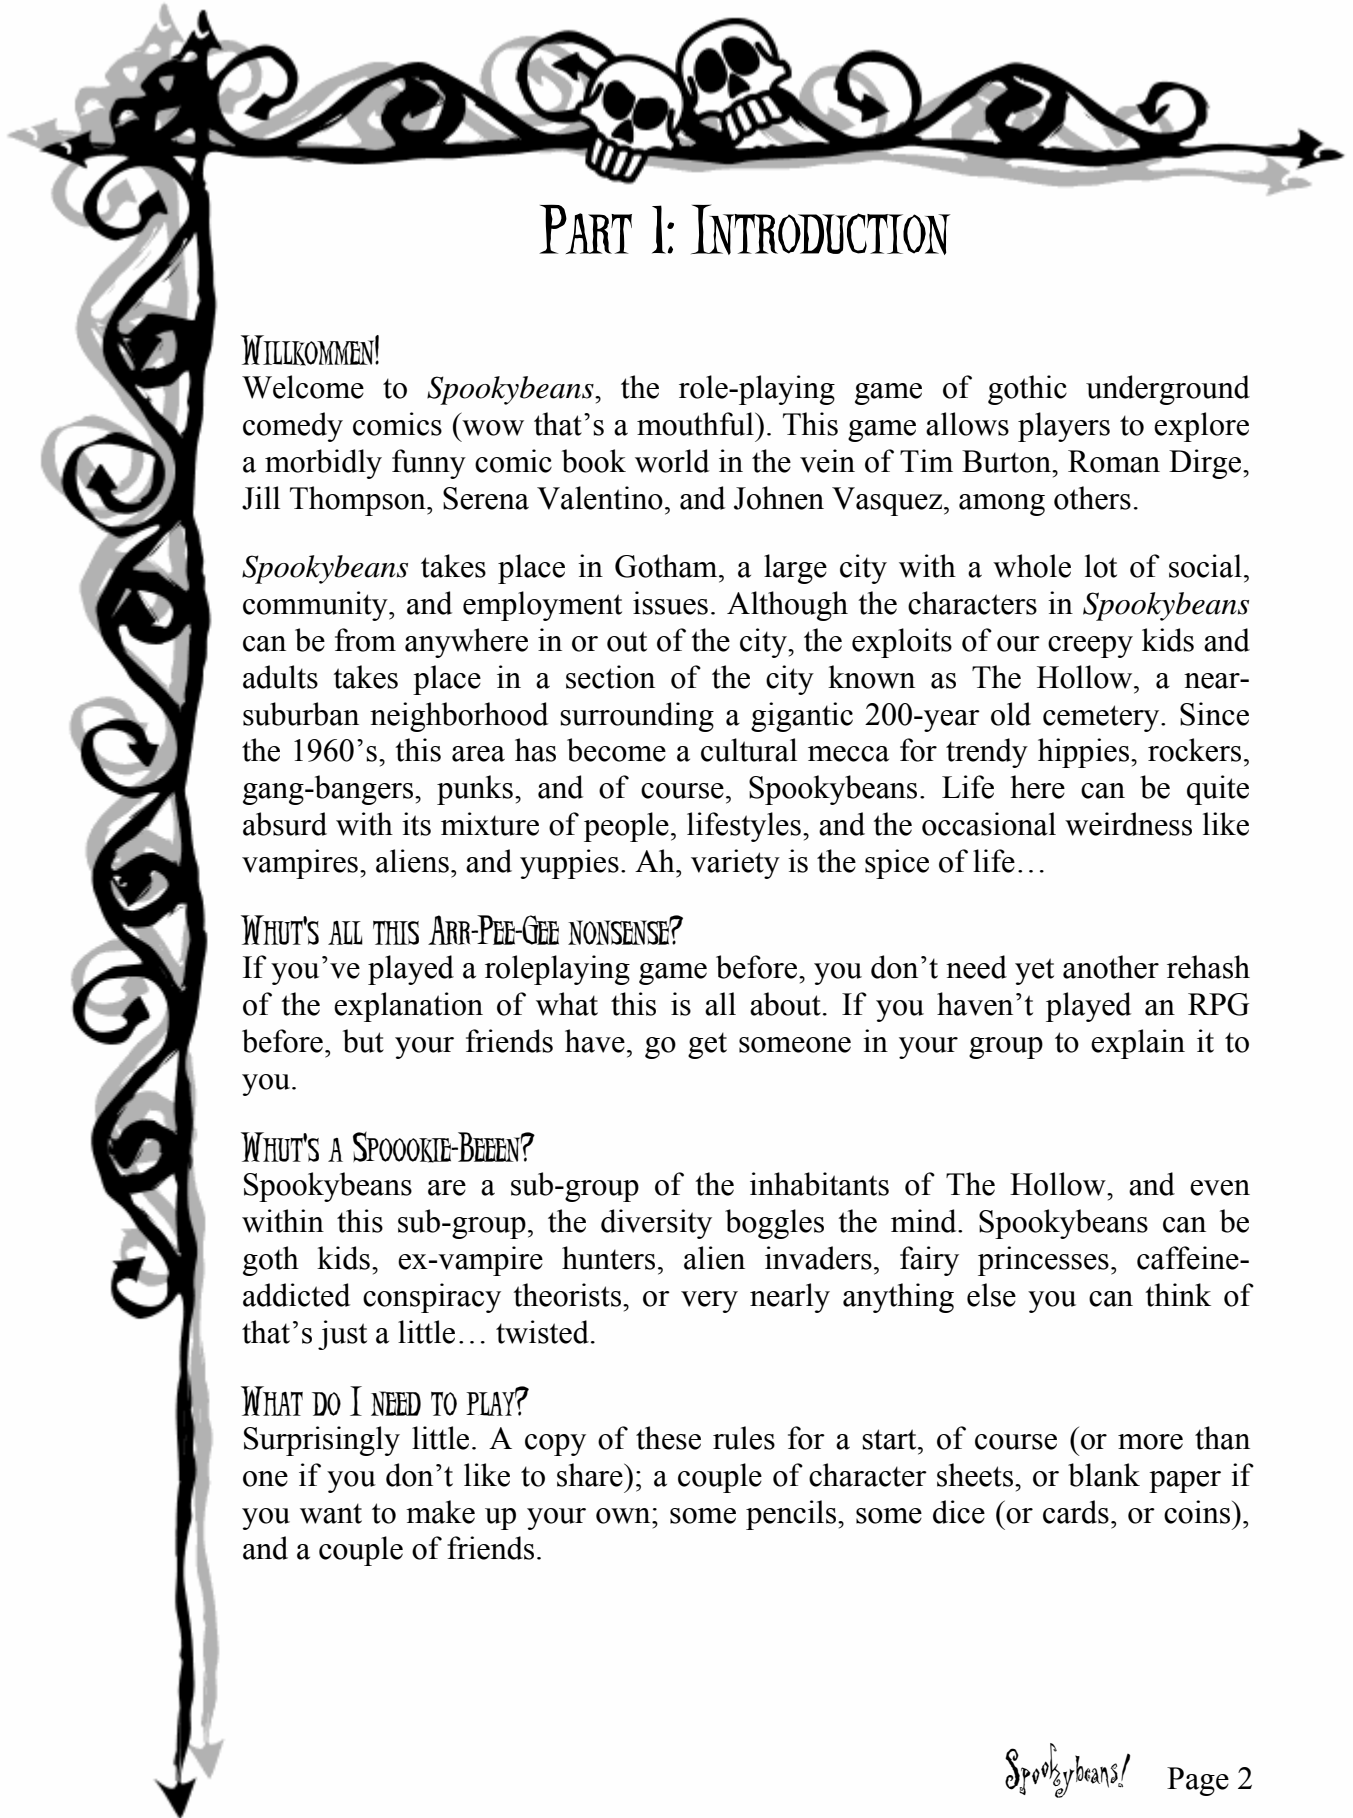 PART 1: INTRODUCTION
WILLKOMMEN!
Welcome to Spookybeans, the role-playing game of gothic underground
comedy comics (wow that’s a mouthful). This game allows players to explore
a morbidly funny comic book world in the vein of Tim Burton, Roman Dirge,
Jill Thompson, Serena Valentino, and Johnen Vasquez, among others.
Spookybeans takes place in Gotham, a large city with a whole lot of social,
community, and employment issues. Although the characters in Spookybeans
can be from anywhere in or out of the city, the exploits of our creepy kids and
adults takes place in a section of the city known as The Hollow, a near-
suburban neighborhood surrounding a gigantic 200-year old cemetery. Since
the 1960’s, this area has become a cultural mecca for trendy hippies, rockers,
gang-bangers, punks, and of course, Spookybeans. Life here can be quite
absurd with its mixture of people, lifestyles, and the occasional weirdness like
vampires, aliens, and yuppies. Ah, variety is the spice of life…
WHUT'S ALL THIS ARR-PEE-GEE NONSENSE?
If you’ve played a roleplaying game before, you don’t need yet another rehash
of the explanation of what this is all about. If you haven’t played an RPG
before, but your friends have, go get someone in your group to explain it to
you.
WHUT'S A SPOOOKIE-BEEEN?
Spookybeans are a sub-group of the inhabitants of The Hollow, and even
within this sub-group, the diversity boggles the mind. Spookybeans can be
goth kids, ex-vampire hunters, alien invaders, fairy princesses, caffeine-
addicted conspiracy theorists, or very nearly anything else you can think of
that’s just a little… twisted.
WHAT DO I NEED TO PLAY?
Surprisingly little. A copy of these rules for a start, of course (or more than
one if you don’t like to share); a couple of character sheets, or blank paper if
you want to make up your own; some pencils, some dice (or cards, or coins),
and a couple of friends.
Spookybeans! Page 2